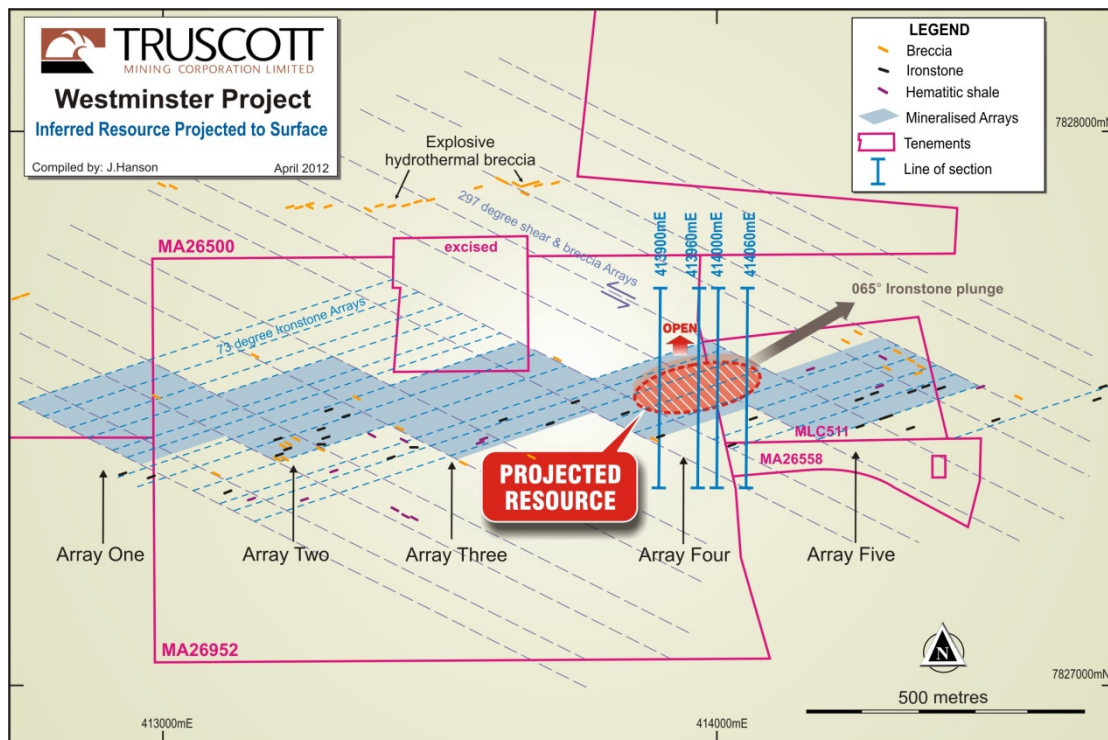 TRUSCOTT
MINING CORPORATION LIMITED
Westminster Project
Inferred Resource Projected to Surface
Compiled by: J.Hanson
April 2012
LEGEND
Breccia
Ironstone
Hematitic shale
Mineralised Arrays
Tenements
Line of section
7828000mN
Explosive
hydrothermal breccia
297 degree shear & breccia Arrays
MA26500
excised
413900mE
413960mE
414000mE
414060mE
065° Ironstone plunge
73 degree Ironstone Arrays
OPEN
MLC511
MA26558
PROJECTED
RESOURCE
Array One
Array Two
Array Three
Array Four
Array Five
MA26952
N
7827000mN
500 metres
413000mE
414000mE